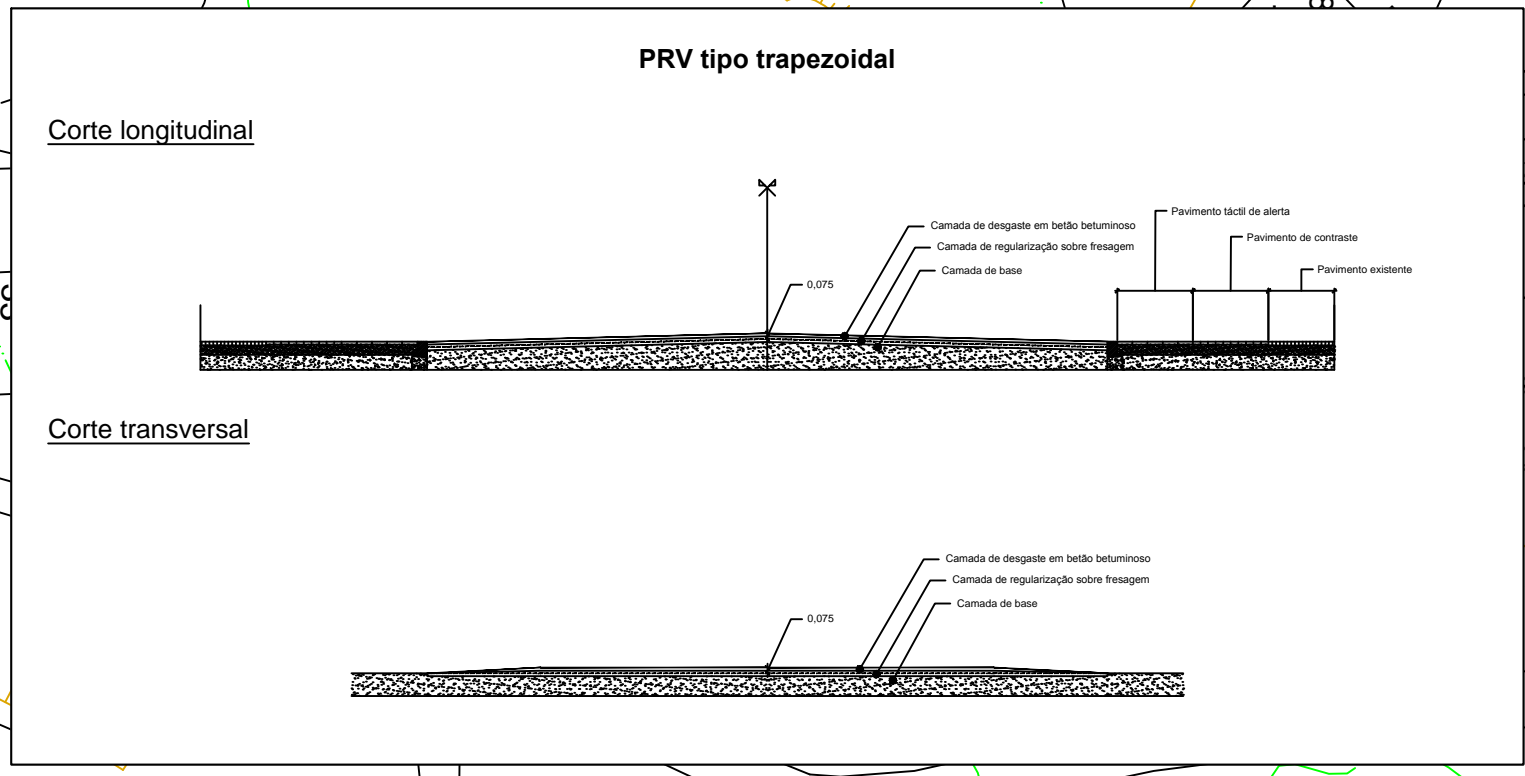 PRV tipo trapezoidal
Corte longitudinal
Pavimento táctil de alerta
Camada de desgaste em betão betuminoso
Pavimento de contraste
Camada de regularização sobre fresagem
Camada de base
Pavimento existente
0,075
Corte transversal
Camada de desgaste em betão betuminoso
Camada de regularização sobre fresagem
Camada de base
0,075